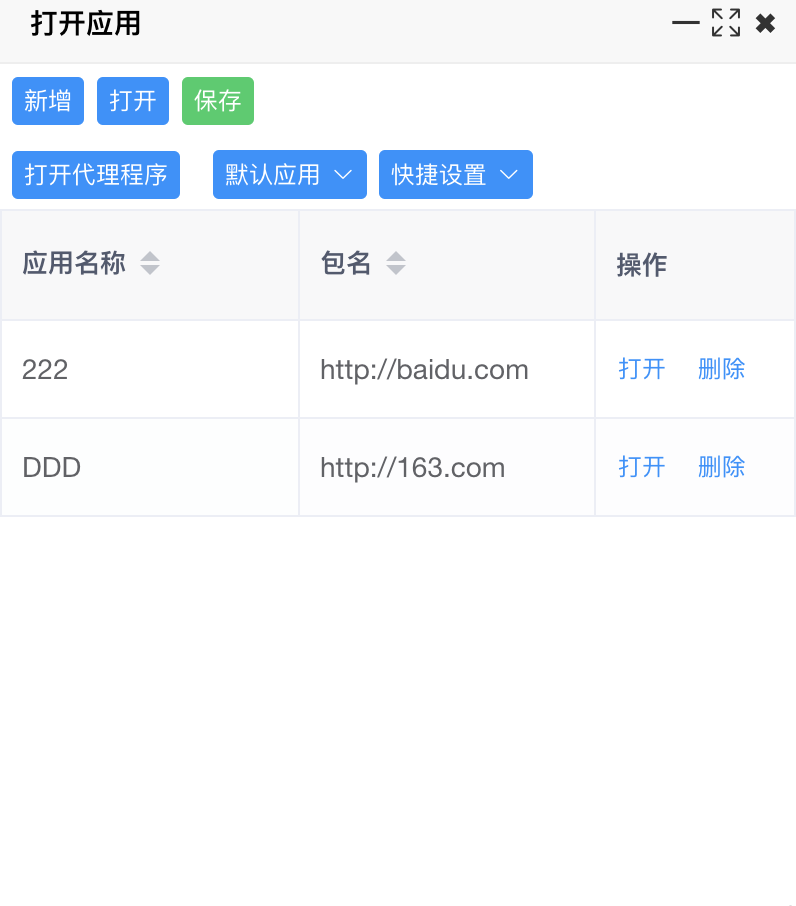 打开应用
新增 打开 保存
打开代理程序 默认应用 快捷设置
应用名称 包名 操作
222 http://baidu.com 打开 删除
DDD http://163.com 打开 删除